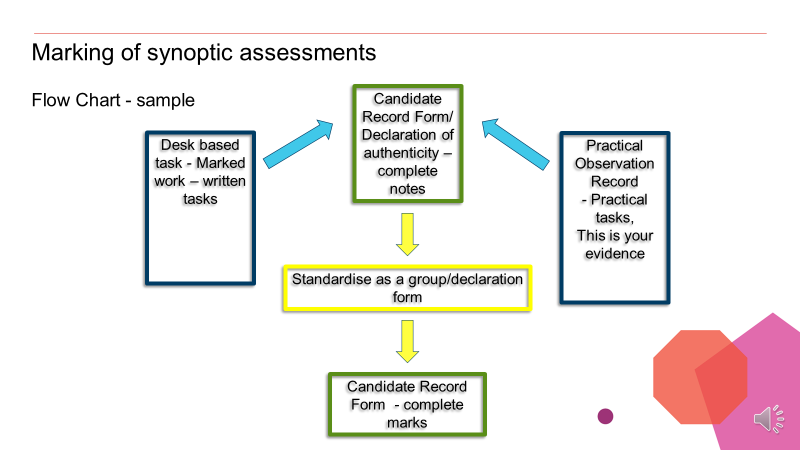 Marking of synoptic assessments
Flow Chart - sample
Candidate
Record Form/
Declaration of
authenticity –
complete
notes
Desk based
task - Marked
work – written
tasks
Practical
Observation
Record
- Practical
tasks,
This is your
evidence
Standardise as a group/declaration
form
Candidate Record
Form  - complete
marks